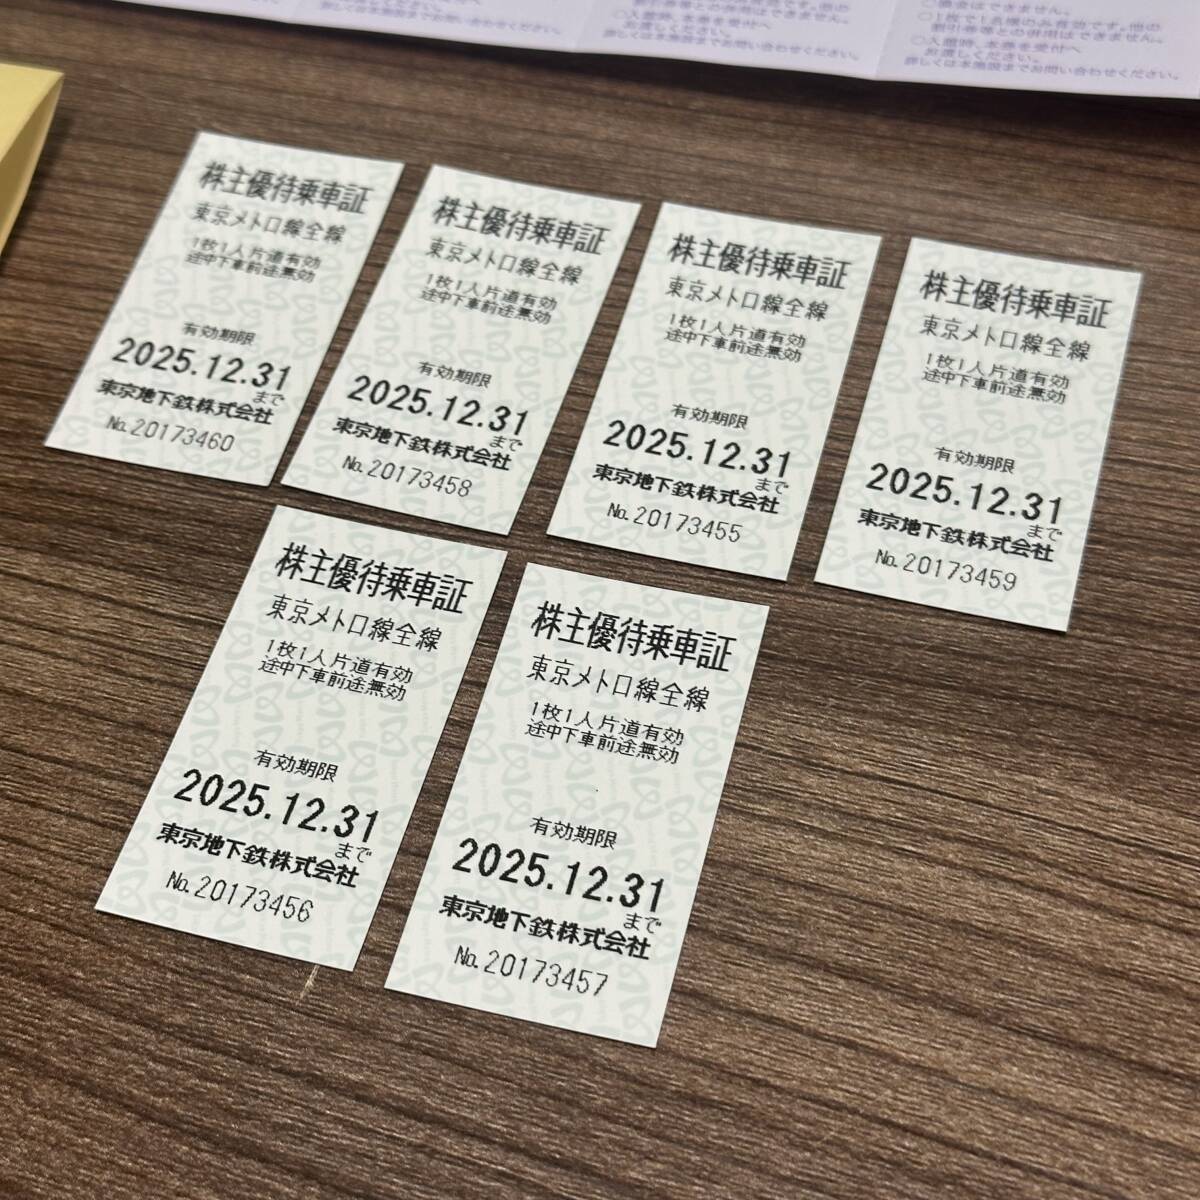 株主優待乗車証
東京メトロ線全線
1枚1人片道有効
途中下車前途無効
有効期限
2025.12.31
まで
東京地下鉄株式会社
No.20173460
株主優待乗車証
東京メトロ線全線
1枚1人片道有効
途中下車前途無効
有効期限
2025.12.31
まで
東京地下鉄株式会社
No.20173458
株主優待乗車証
東京メトロ線全線
1枚1人片道有効
途中下車前途無効
有効期限
2025.12.31
まで
東京地下鉄株式会社
No.20173455
株主優待乗車証
東京メトロ線全線
1枚1人片道有効
途中下車前途無効
有効期限
2025.12.31
まで
東京地下鉄株式会社
No.20173459
株主優待乗車証
東京メトロ線全線
1枚1人片道有効
途中下車前途無効
有効期限
2025.12.31
まで
東京地下鉄株式会社
No.20173456
株主優待乗車証
東京メトロ線全線
1枚1人片道有効
途中下車前途無効
有効期限
2025.12.31
まで
東京地下鉄株式会社
No.20173457